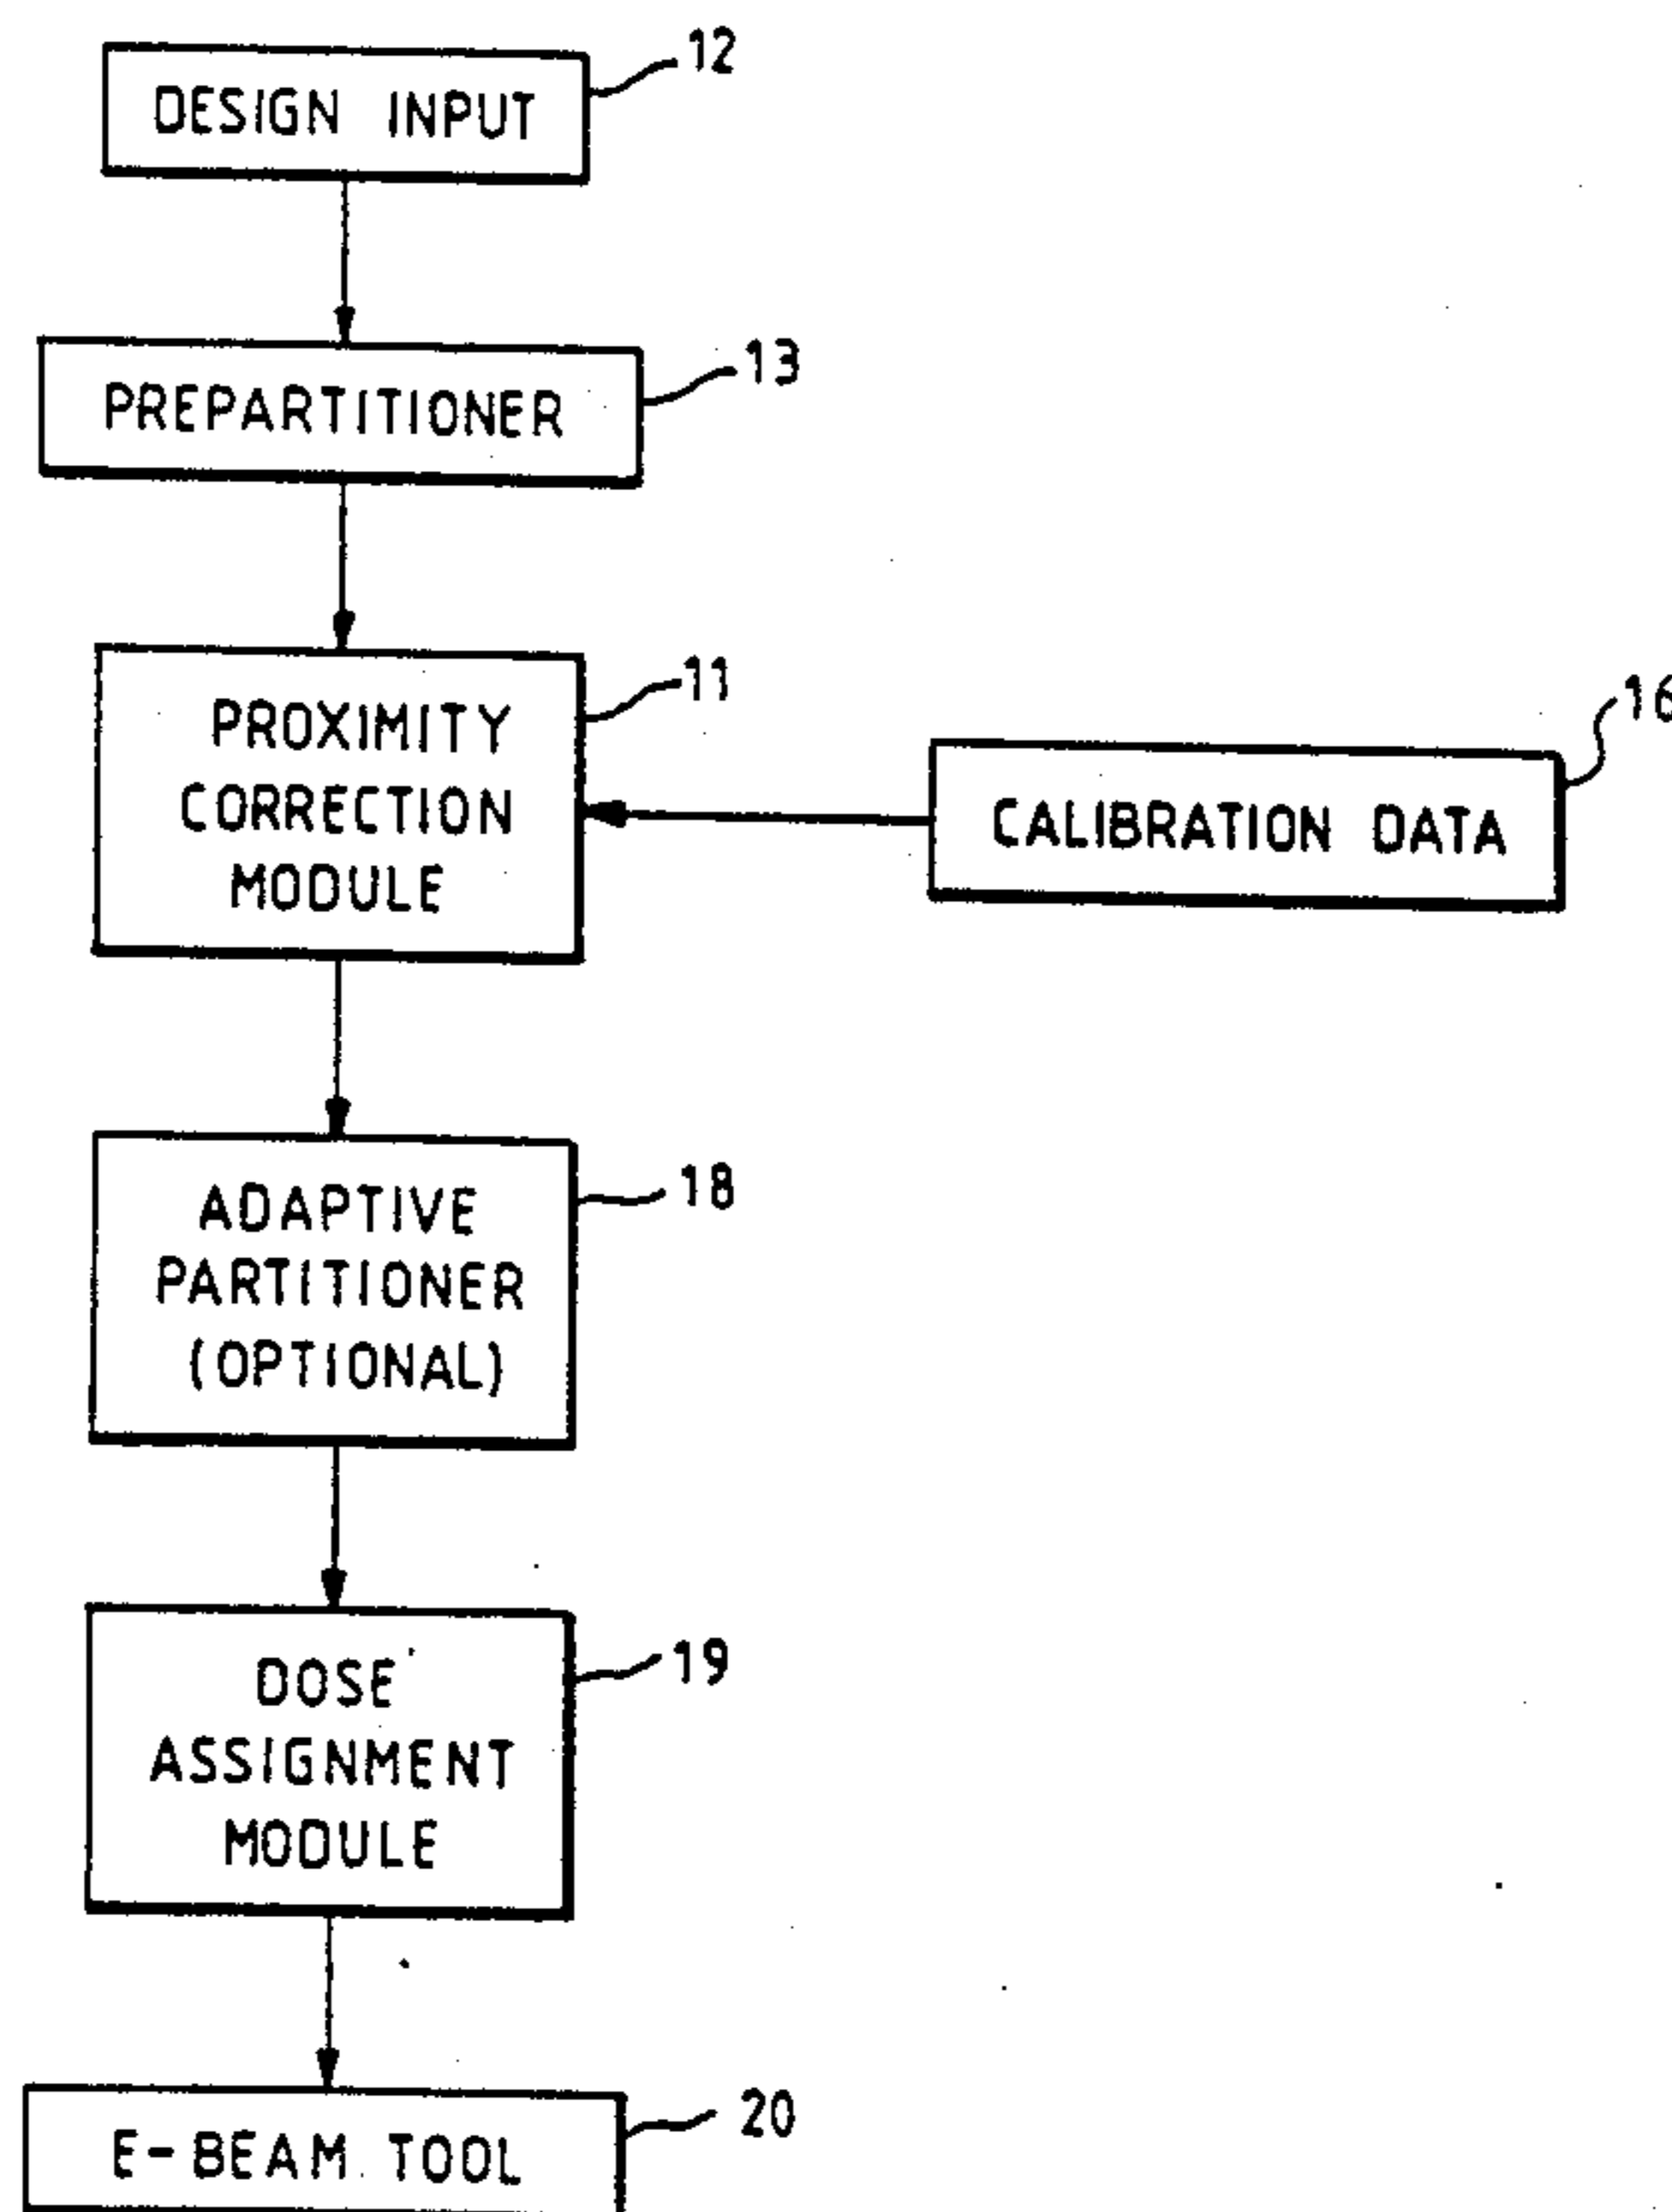 12
DESIGN INPUT
13
PREPARTITIONER
11
PROXIMITY
CORRECTION
MODULE
16
CALIBRATION DATA
18
ADAPTIVE
PARTITIONER
(OPTIONAL)
19
DOSE
ASSIGNMENT
MODULE
20
E-BEAM TOOL